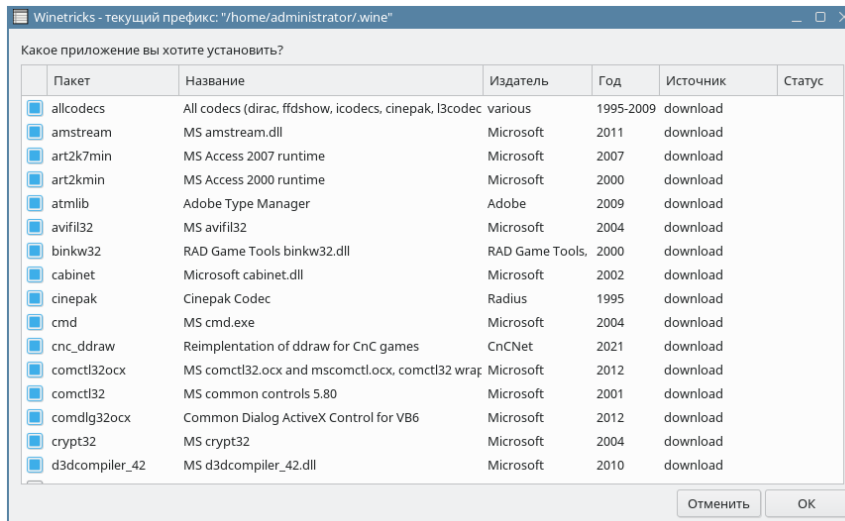 Winetricks - текущий префикс: "/home/administrator/.wine"
Какое приложение вы хотите установить?
Пакет Название Издатель Год Источник Статус
allcodecs All codecs (dirac, ffdshow, icodecs, cinepak, l3codec various 1995-2009 download
amstream MS amstream.dll Microsoft 2011 download
art2k7min MS Access 2007 runtime Microsoft 2007 download
art2kmin MS Access 2000 runtime Microsoft 2000 download
atmlib Adobe Type Manager Adobe 2009 download
avifil32 MS avifil32 Microsoft 2004 download
binkw32 RAD Game Tools binkw32.dll RAD Game Tools, 2000 download
cabinet Microsoft cabinet.dll Microsoft 2002 download
cinepak Cinepak Codec Radius 1995 download
cmd MS cmd.exe Microsoft 2004 download
cnc_ddraw Reimplentation of ddraw for CnC games CnCNet 2021 download
comctl32ocx MS comctl32.ocx and mscomctl.ocx, comctl32 wrap Microsoft 2012 download
comctl32 MS common controls 5.80 Microsoft 2001 download
comdlg32ocx Common Dialog ActiveX Control for VB6 Microsoft 2012 download
crypt32 MS crypt32 Microsoft 2004 download
d3dcompiler_42 MS d3dcompiler_42.dll Microsoft 2010 download
Отменить ОК